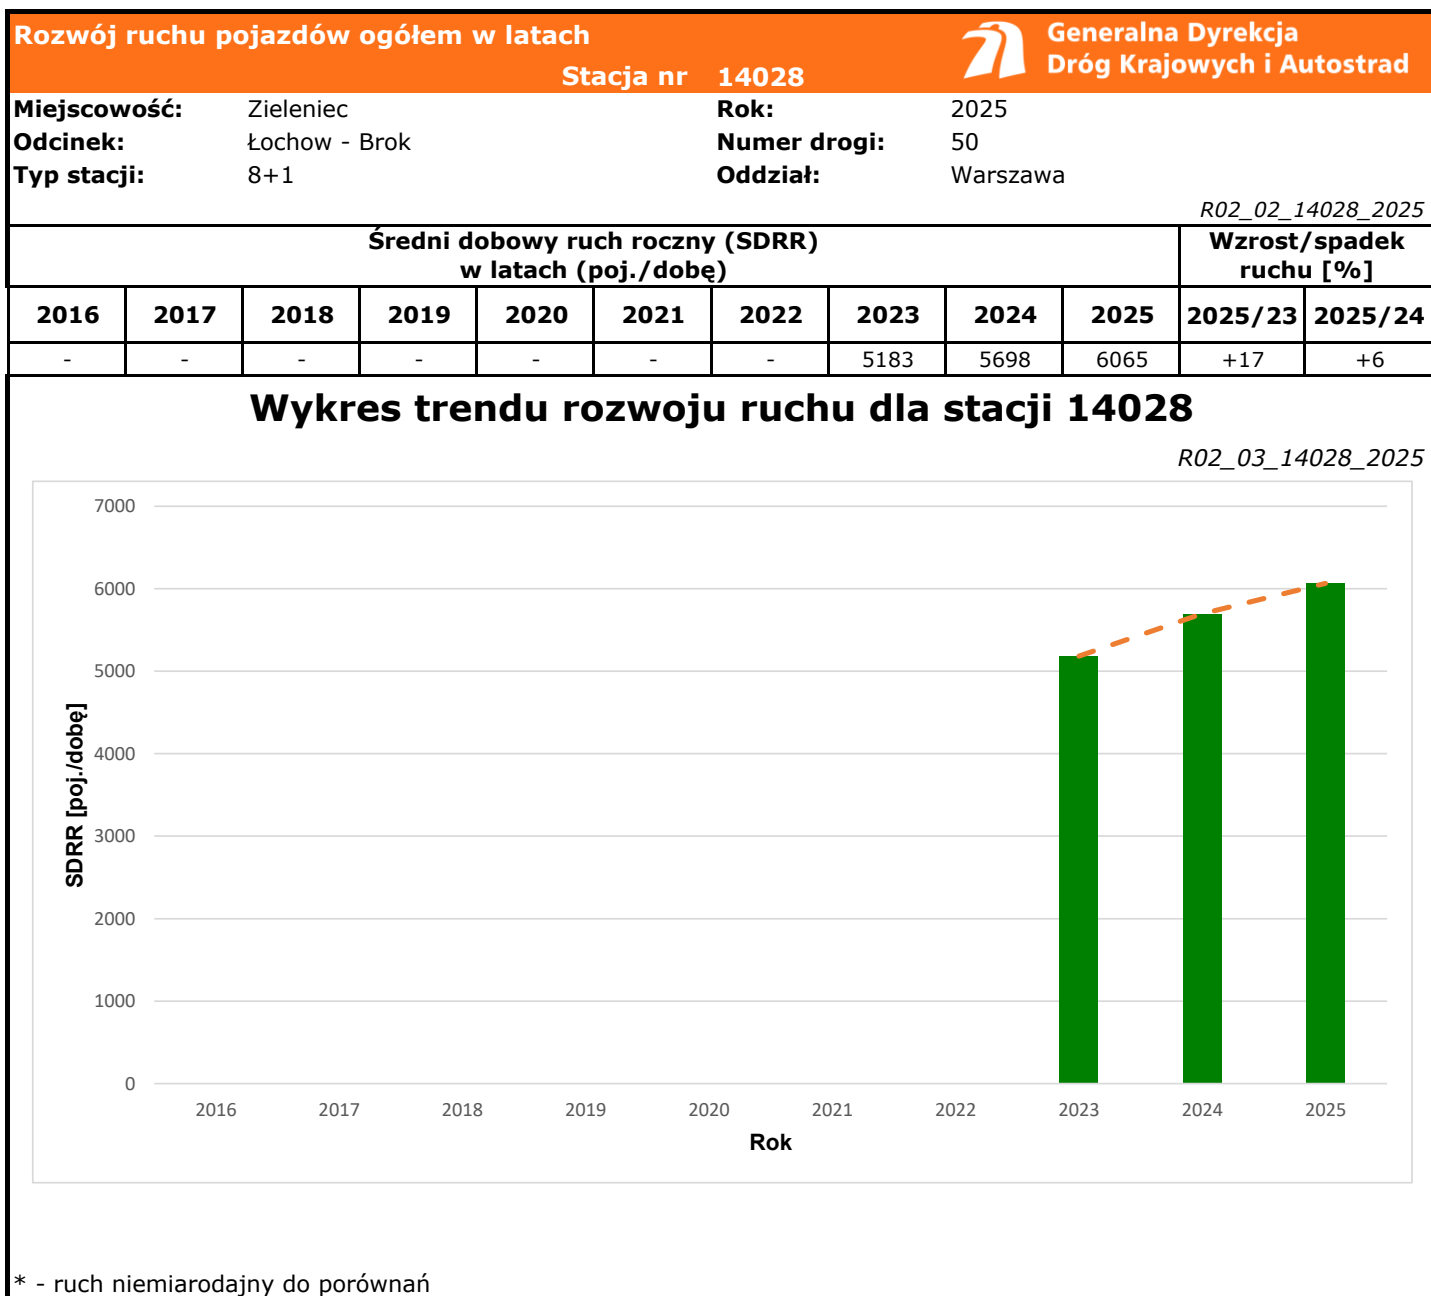 Rozwój ruchu pojazdów ogółem w latach
Stacja nr 14028
Generalna Dyrekcja
Dróg Krajowych i Autostrad
Miejscowość: Zieleniec Rok: 2025
Odcinek: Łochow - Brok Numer drogi: 50
Typ stacji: 8+1 Oddział: Warszawa
R02_02_14028_2025
Średni dobowy ruch roczny (SDRR)
w latach (poj./dobę)
Wzrost/spadek
ruchu [%]
2016 2017 2018 2019 2020 2021 2022 2023 2024 2025 2025/23 2025/24
- - - - - - - 5183 5698 6065 +17 +6
Wykres trendu rozwoju ruchu dla stacji 14028
R02_03_14028_2025
SDRR [poj./dobę]
7000
6000
5000
4000
3000
2000
1000
0
2016 2017 2018 2019 2020 2021 2022 2023 2024 2025
Rok
* - ruch niemiarodajny do porównań